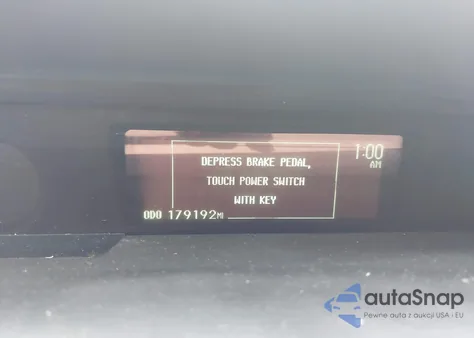 1:00
AM
DEPRESS BRAKE PEDAL,
TOUCH POWER SWITCH
WITH KEY
ODO 179192MI
autaSnap
Pewne auta z aukcji USA i EU